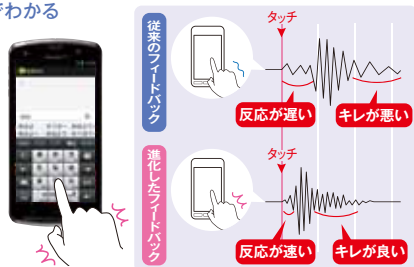 でわかる
従来のフィードバック
タッチ
反応が遅い
キレが悪い
進化したフィードバック
タッチ
反応が速い
キレが良い